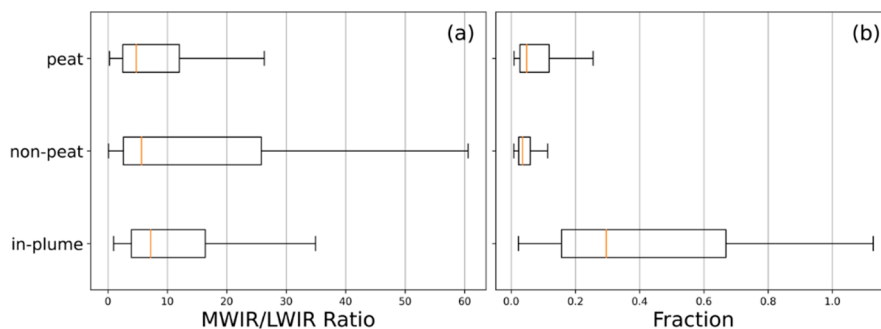 (a)
(b)
peat
non-peat
in-plume
0 10 20 30 40 50 60
0.0 0.2 0.4 0.6 0.8 1.0
MWIR/LWIR Ratio
Fraction